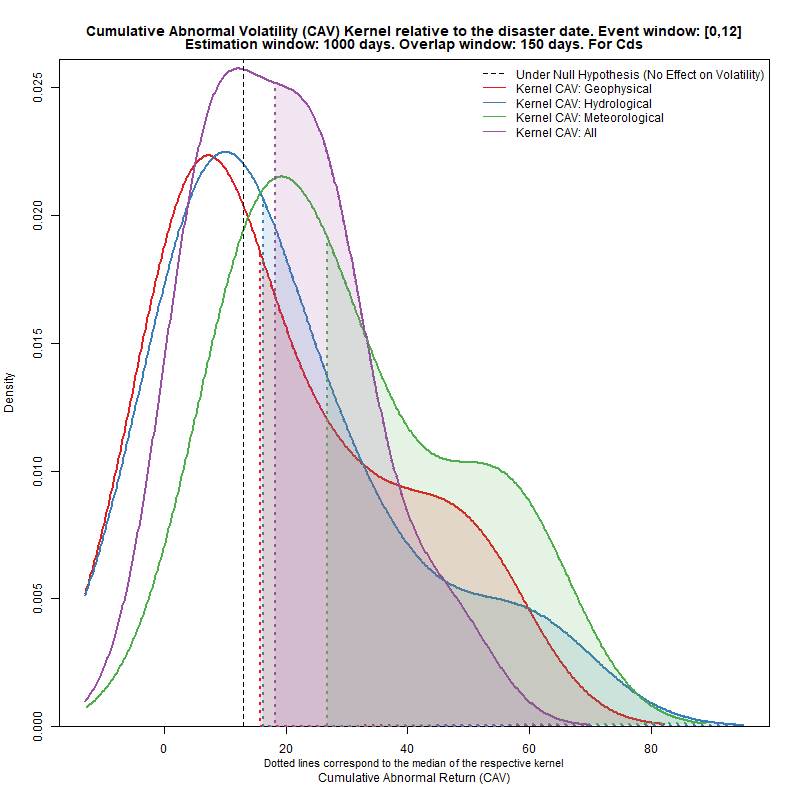 Cumulative Abnormal Volatility (CAV) Kernel relative to the disaster date. Event window: [0,12]
Estimation window: 1000 days. Overlap window: 150 days. For Cds
Under Null Hypothesis (No Effect on Volatility)
Kernel CAV: Geophysical
Kernel CAV: Hydrological
Kernel CAV: Meteorological
Kernel CAV: All
Density
0.025
0.020
0.015
0.010
0.005
0.000
0 20 40 60 80
Dotted lines correspond to the median of the respective kernel
Cumulative Abnormal Return (CAV)